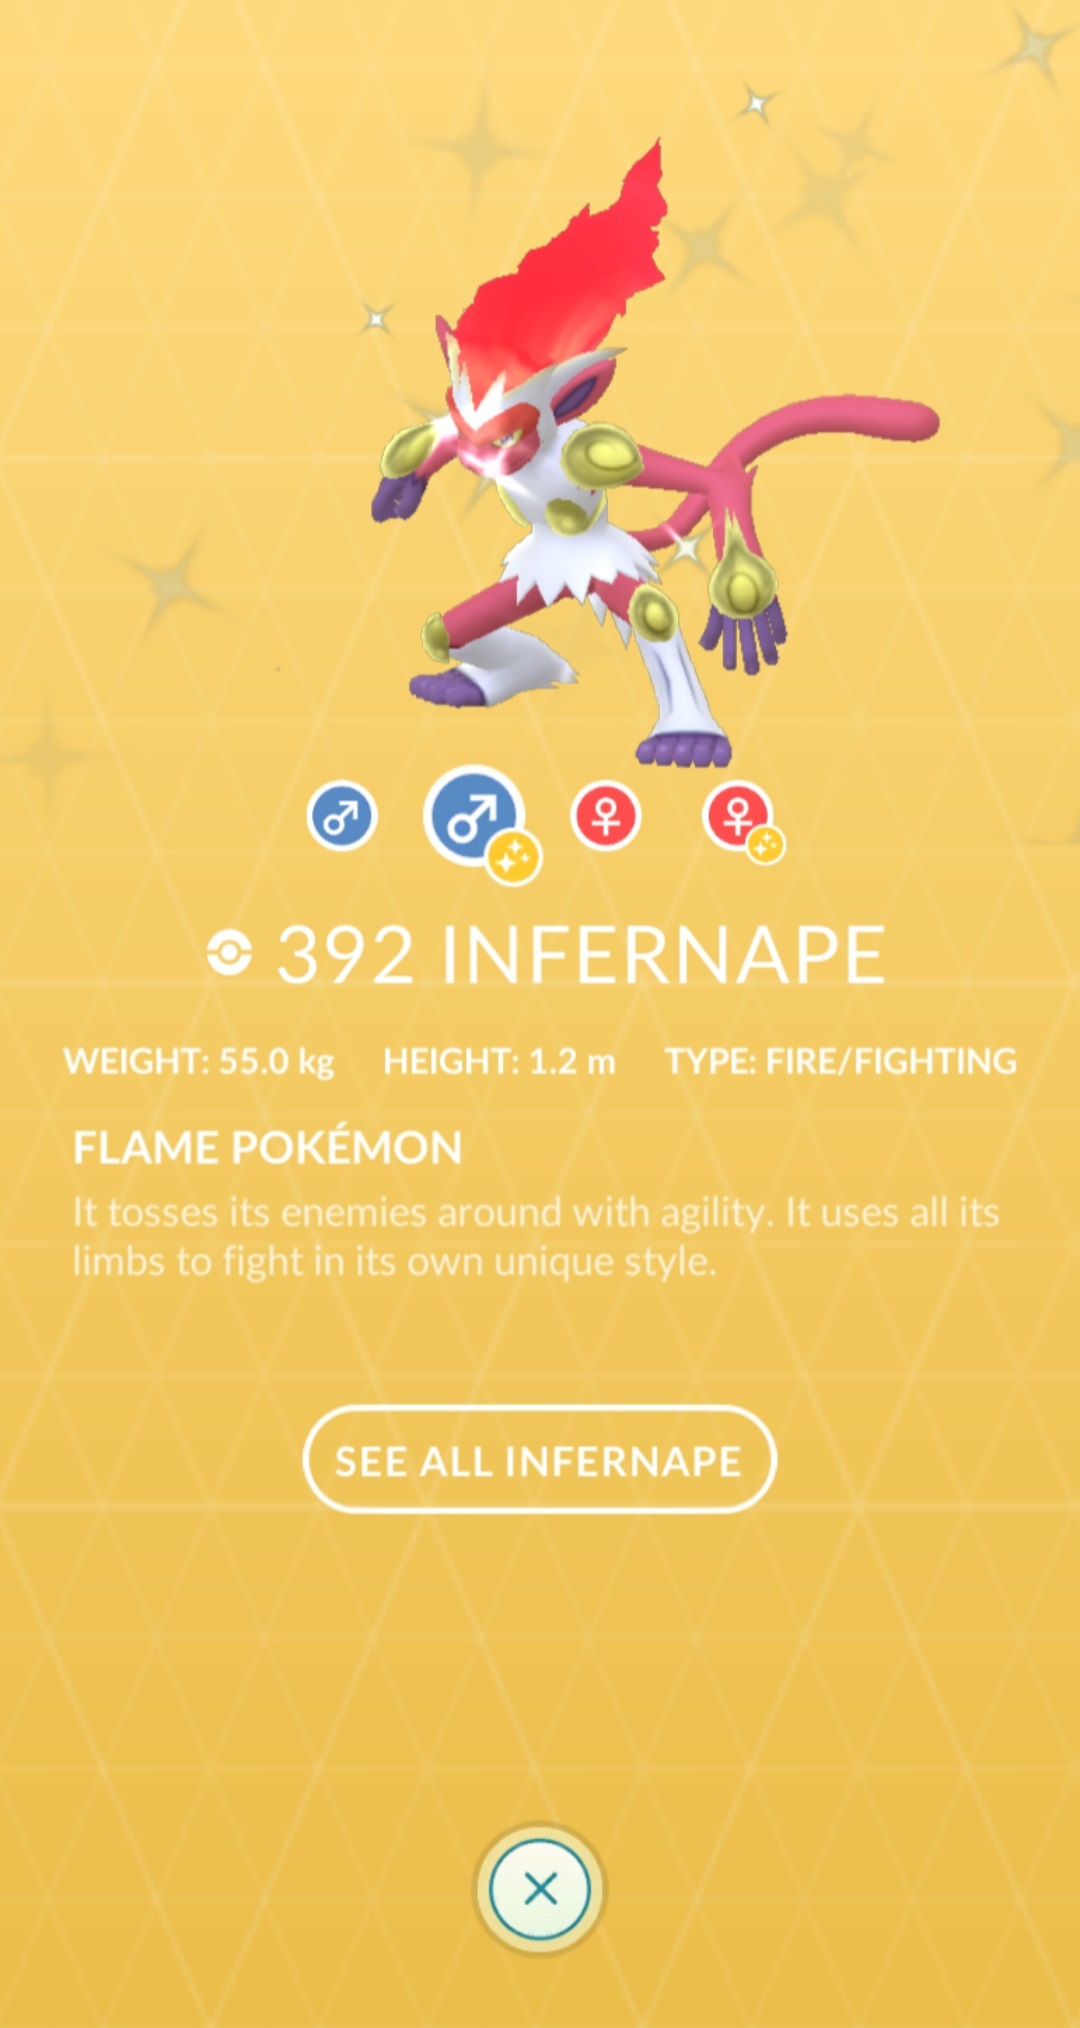 392 INFERNAPE
WEIGHT: 55.0 kg HEIGHT: 1.2 m TYPE: FIRE/FIGHTING
FLAME POKÉMON
It tosses its enemies around with agility. It uses all its
limbs to fight in its own unique style.
SEE ALL INFERNAPE